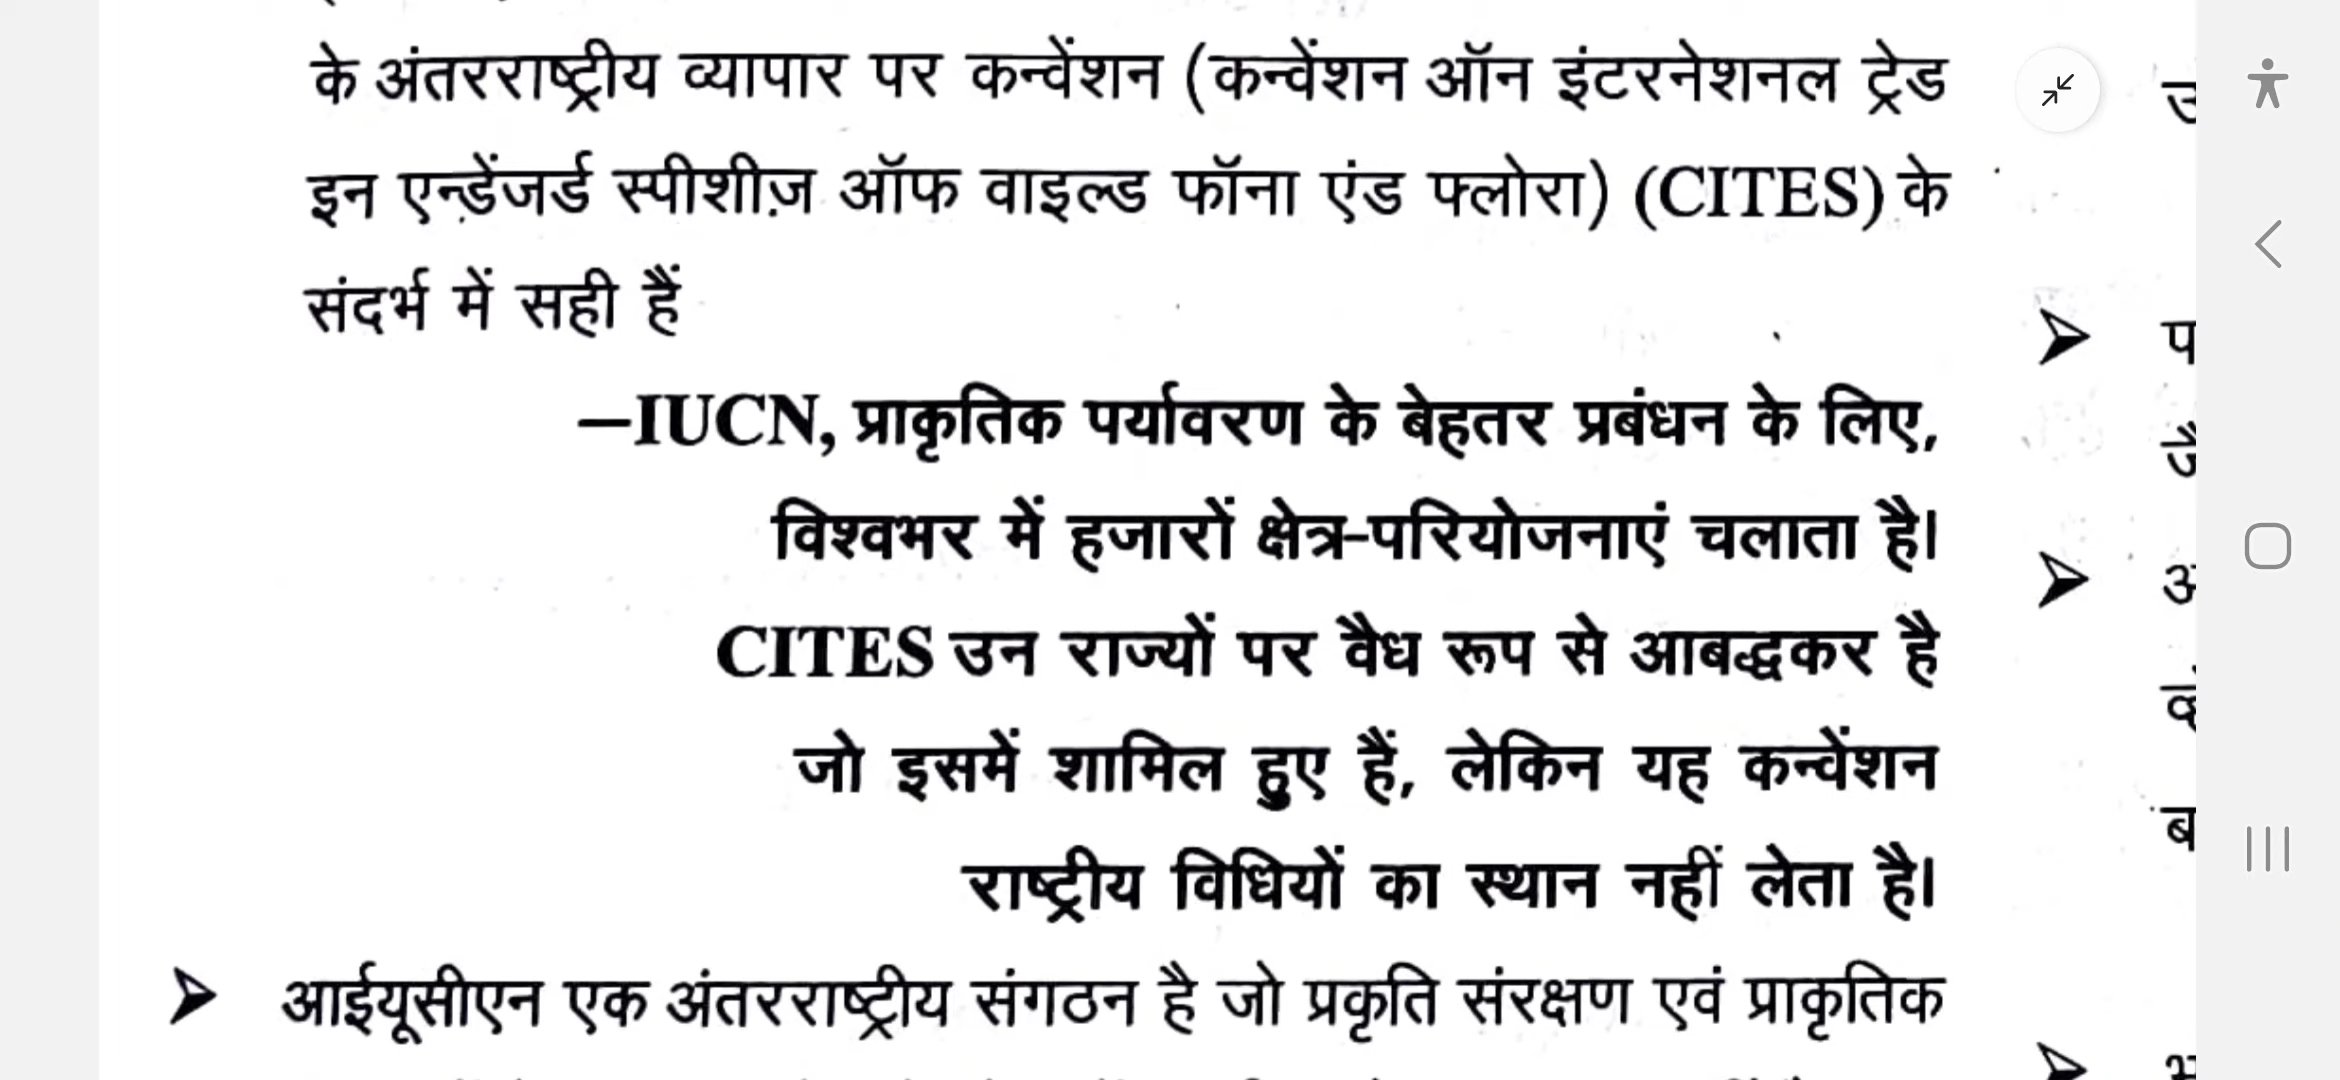 के अंतरराष्ट्रीय व्यापार पर कन्वेंशन (कन्वेंशन ऑन इंटरनेशनल ट्रेड
इन एन्डेंजर्ड स्पीशीज़ ऑफ वाइल्ड फॉना एंड फ्लोरा) (CITES) के
संदर्भ में सही हैं
–IUCN, प्राकृतिक पर्यावरण के बेहतर प्रबंधन के लिए,
विश्वभर में हजारों क्षेत्र-परियोजनाएं चलाता है।
CITES उन राज्यों पर वैध रूप से आबद्धकर है
जो इसमें शामिल हुए हैं, लेकिन यह कन्वेंशन
राष्ट्रीय विधियों का स्थान नहीं लेता है।
➢ आईयूसीएन एक अंतरराष्ट्रीय संगठन है जो प्रकृति संरक्षण एवं प्राकृतिक